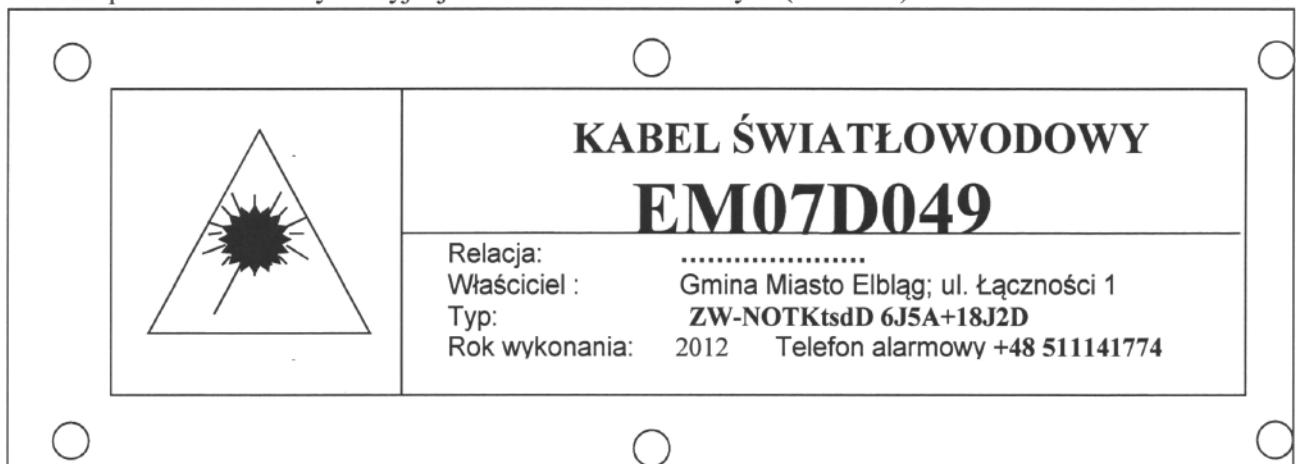 KABEL ŚWIATŁOWODOWY
EM07D049
Relacja: .....................
Właściciel : Gmina Miasto Elbląg; ul. Łączności 1
Typ: ZW-NOTKtsdD 6J5A+18J2D
Rok wykonania: 2012 Telefon alarmowy +48 511141774